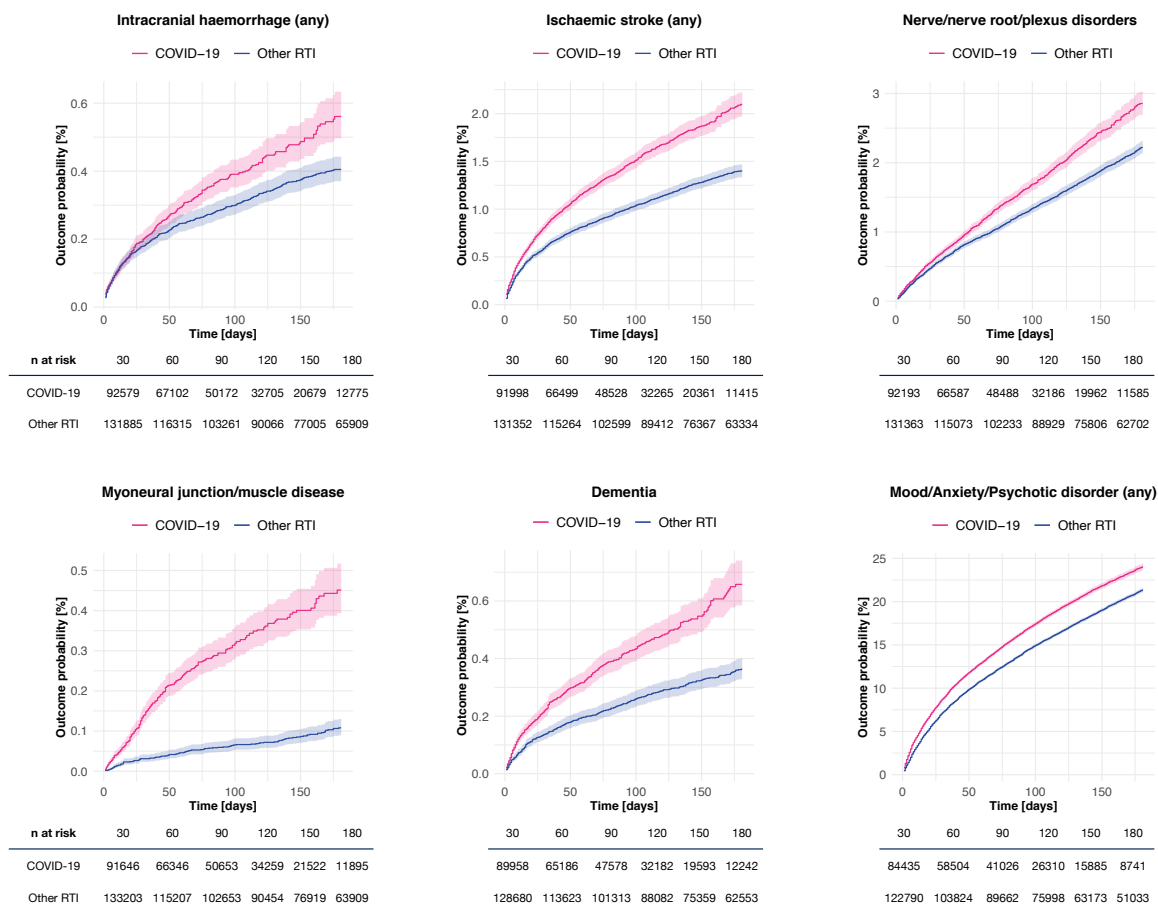 Intracranial haemorrhage (any)
COVID−19 Other RTI
Outcome probability [%]
0.6
0.4
0.2
0.0
0 50 100 150
Time [days]
n at risk 30 60 90 120 150 180
COVID-19 92579 67102 50172 32705 20679 12775
Other RTI 131885 116315 103261 90066 77005 65909
Ischaemic stroke (any)
COVID−19 Other RTI
Outcome probability [%]
2.0
1.5
1.0
0.5
0.0
0 50 100 150
Time [days]
30 60 90 120 150 180
91998 66499 48528 32265 20361 11415
131352 115264 102599 89412 76367 63334
Nerve/nerve root/plexus disorders
COVID−19 Other RTI
Outcome probability [%]
3
2
1
0
0 50 100 150
Time [days]
30 60 90 120 150 180
92193 66587 48488 32186 19962 11585
131363 115073 102233 88929 75806 62702
Myoneural junction/muscle disease
COVID−19 Other RTI
Outcome probability [%]
0.5
0.4
0.3
0.2
0.1
0.0
0 50 100 150
Time [days]
n at risk 30 60 90 120 150 180
COVID-19 91646 66346 50653 34259 21522 11895
Other RTI 133203 115207 102653 90454 76919 63909
Dementia
COVID−19 Other RTI
Outcome probability [%]
0.6
0.4
0.2
0.0
0 50 100 150
Time [days]
30 60 90 120 150 180
89958 65186 47578 32182 19593 12242
128680 113623 101313 88082 75359 62553
Mood/Anxiety/Psychotic disorder (any)
COVID−19 Other RTI
Outcome probability [%]
25
20
15
10
5
0
0 50 100 150
Time [days]
30 60 90 120 150 180
84435 58504 41026 26310 15885 8741
122790 103824 89662 75998 63173 51033